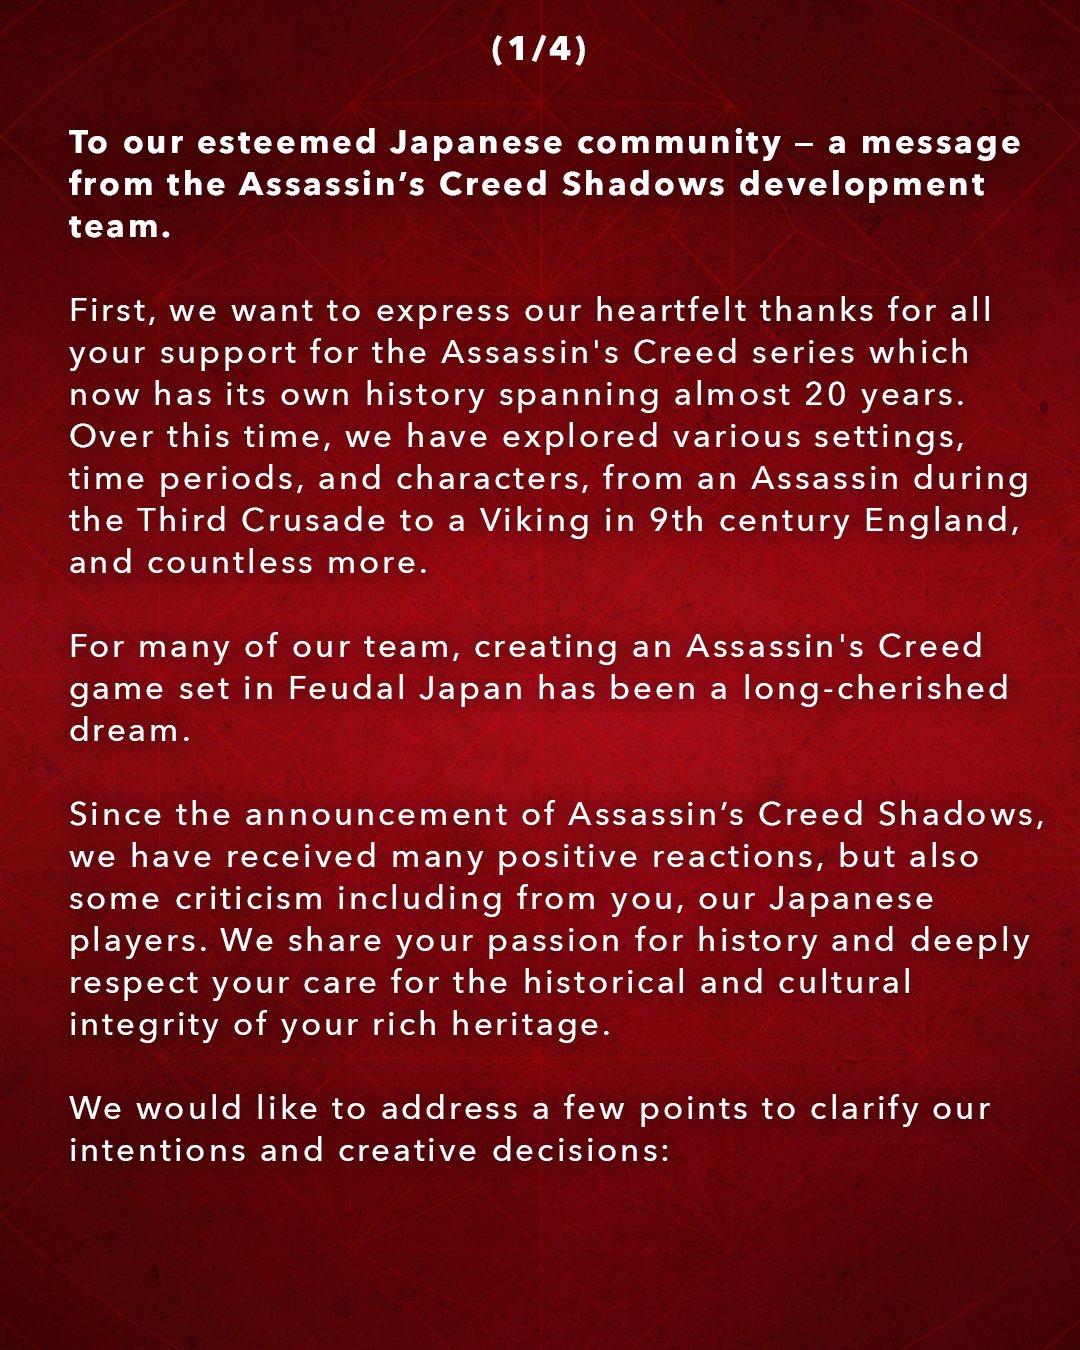 (1/4)
To our esteemed Japanese community – a message
from the Assassin’s Creed Shadows development
team.
First, we want to express our heartfelt thanks for all
your support for the Assassin's Creed series which
now has its own history spanning almost 20 years.
Over this time, we have explored various settings,
time periods, and characters, from an Assassin during
the Third Crusade to a Viking in 9th century England,
and countless more.
For many of our team, creating an Assassin's Creed
game set in Feudal Japan has been a long-cherished
dream.
Since the announcement of Assassin’s Creed Shadows,
we have received many positive reactions, but also
some criticism including from you, our Japanese
players. We share your passion for history and deeply
respect your care for the historical and cultural
integrity of your rich heritage.
We would like to address a few points to clarify our
intentions and creative decisions: